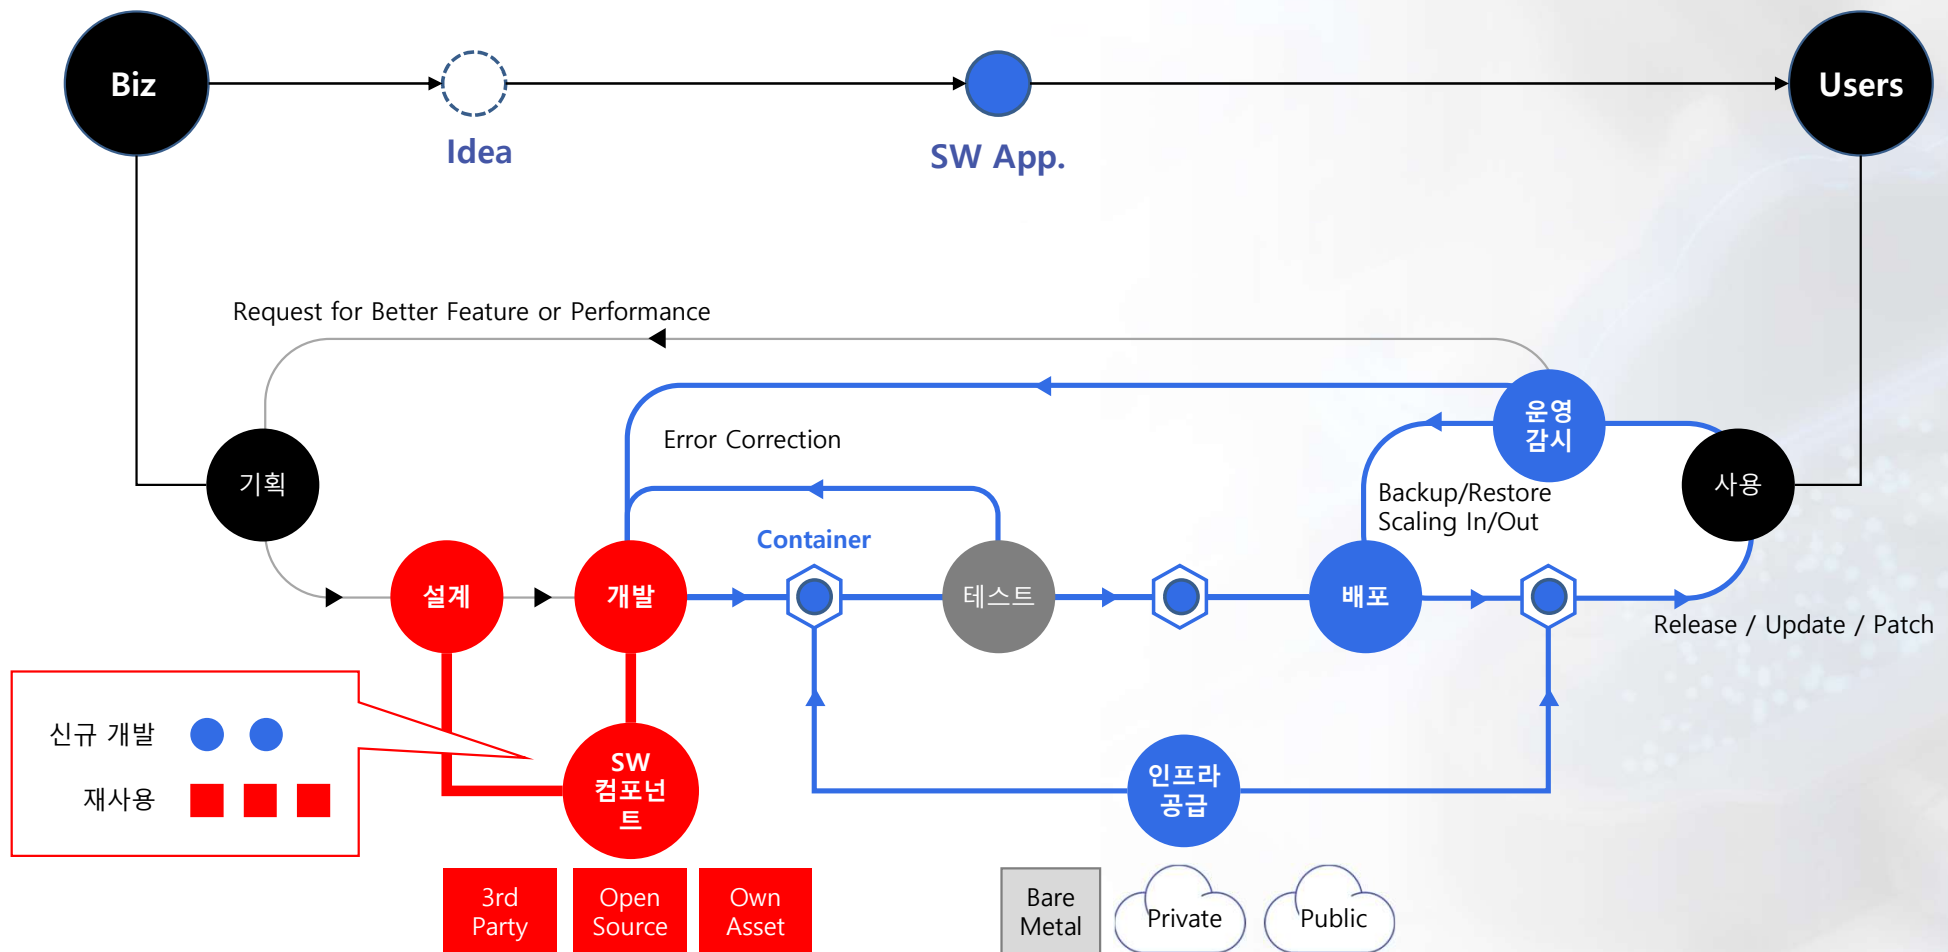 Biz
Users
Idea
SW App.
Request for Better Feature or Performance
운영
감시
Error Correction
기획
사용
Backup/Restore
Scaling In/Out
Container
설계
개발
테스트
배포
Release / Update / Patch
신규 개발
재사용
SW
컴포넌
트
인프라
공급
3rd
Party
Open
Source
Own
Asset
Bare
Metal
Private
Public